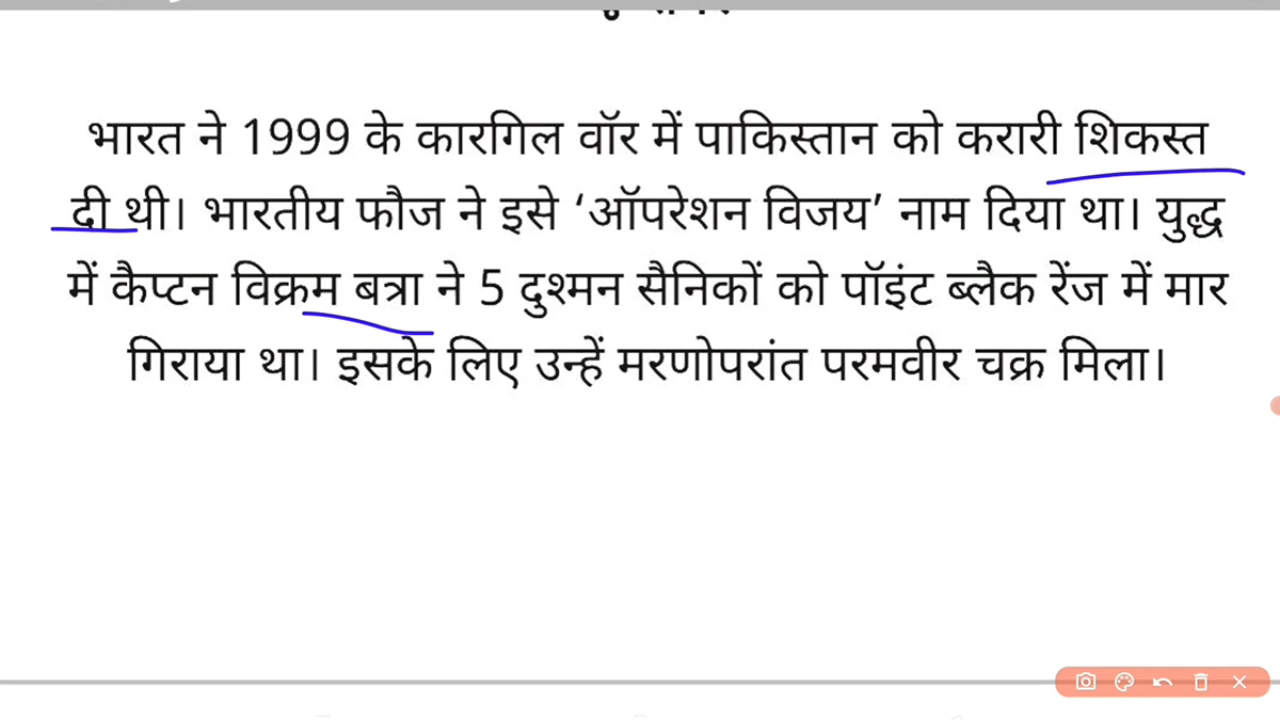 भारत ने 1999 के कारगिल वॉर में पाकिस्तान को करारी शिकस्त
दी थी। भारतीय फौज ने इसे ‘ऑपरेशन विजय’ नाम दिया था। युद्ध
में कैप्टन विक्रम बत्रा ने 5 दुश्मन सैनिकों को पॉइंट ब्लैक रेंज में मार
गिराया था। इसके लिए उन्हें मरणोपरांत परमवीर चक्र मिला।